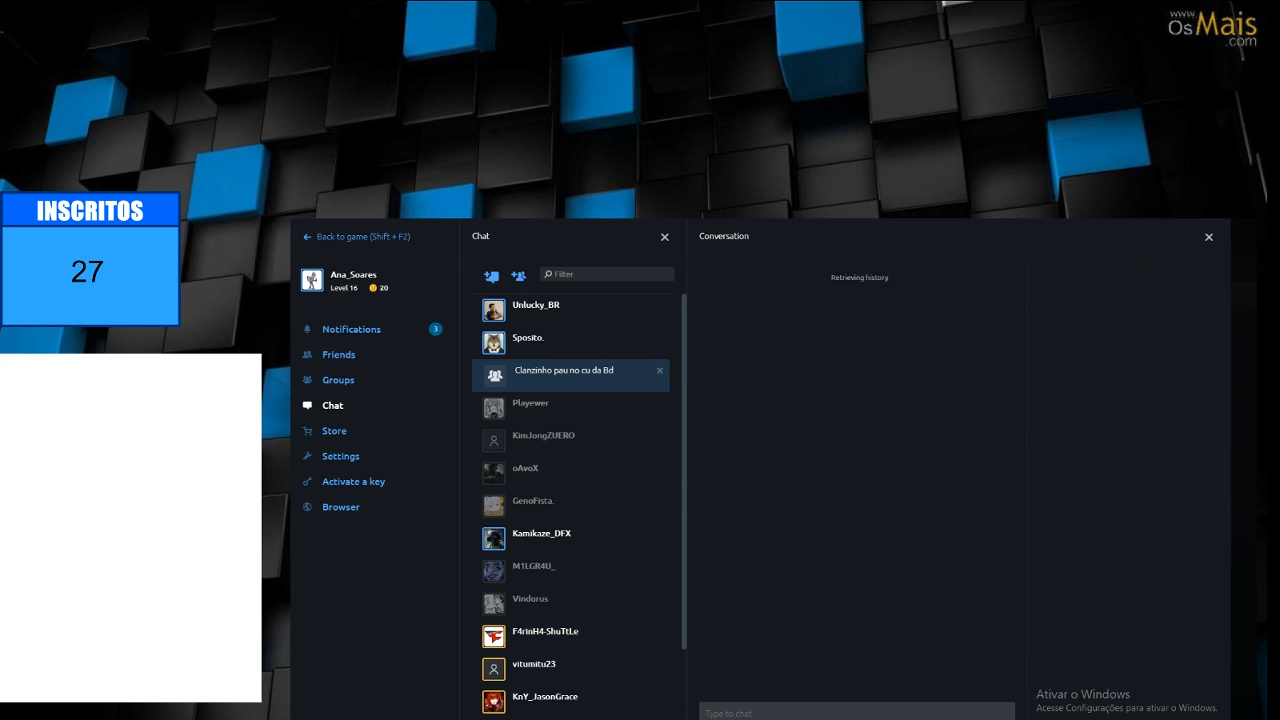 www
OsMais
.com
INSCRITOS
27
Back to game (Shift + F2)
Ana_Soares
Level 16 20
Notifications 3
Friends
Groups
Chat
Store
Settings
Activate a key
Browser
Chat
Filter
Unlucky_BR
Sposito.
Clanzinho pau no cu da Bd
Playewer
KimJongZUERO
oAvoX
GenoFista.
Kamikaze_DFX
M1LGR4U_
Vindorus
F4rinH4-ShuTtLe
vitumitu23
KnY_JasonGrace
Conversation
Retrieving history
Type to chat
Ativar o Windows
Acesse Configurações para ativar o Windows.